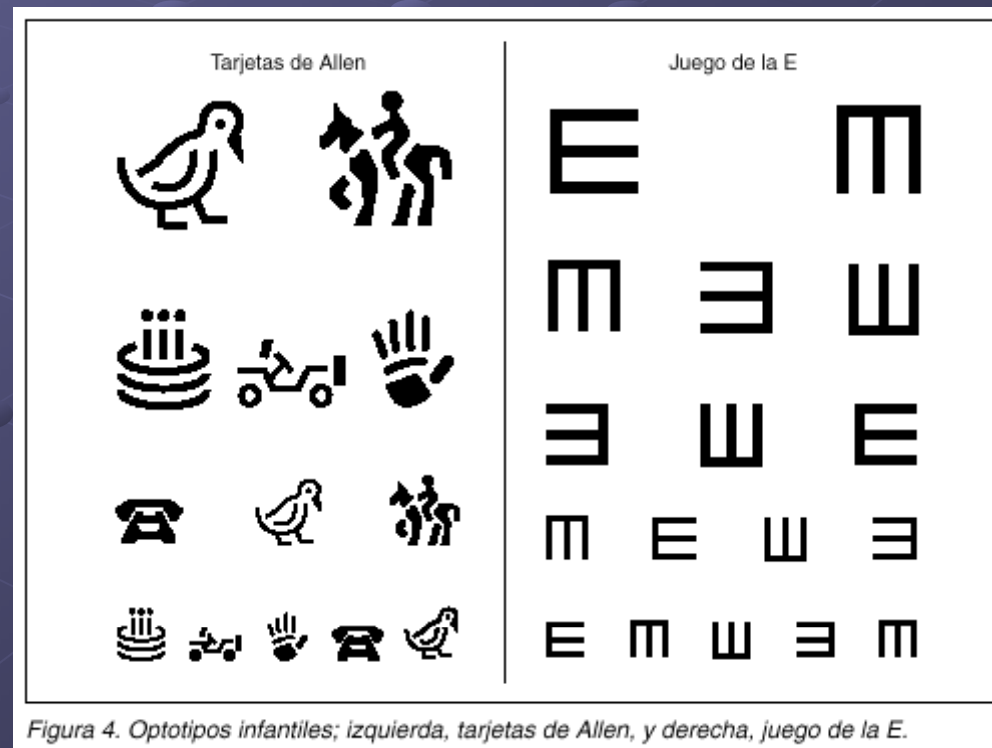 Tarjetas de Allen
Juego de la E
Figura 4. Optotipos infantiles; izquierda, tarjetas de Allen, y derecha, juego de la E.